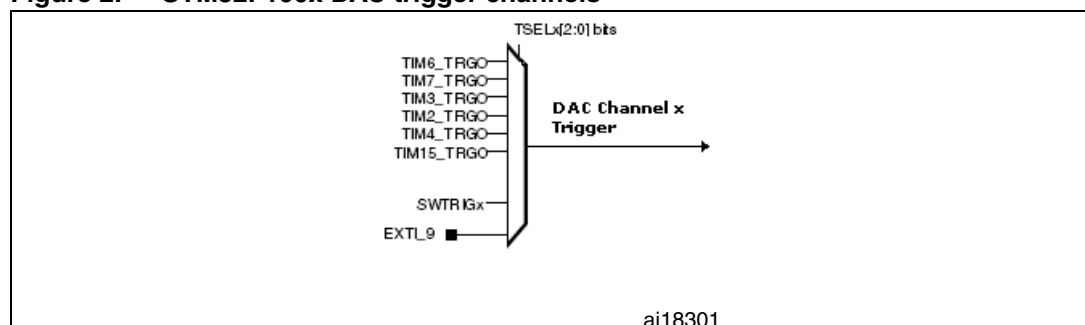 TSELx[2:0] bits
TIM6_TRGO
TIM7_TRGO
TIM3_TRGO
TIM2_TRGO
TIM4_TRGO
TIM15_TRGO
DAC Channel x
Trigger
SWTRIGx
EXTI_9
ai18301